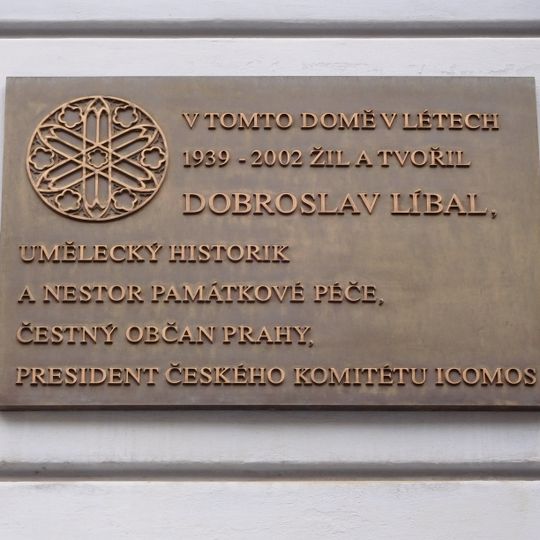 V TOMTO DOMĚ V LÉTECH
1939 - 2002 ŽIL A TVOŘIL
DOBROSLAV LÍBAL,
UMĚLECKÝ HISTORIK
A NESTOR PAMÁTKOVÉ PÉČE,
ČESTNÝ OBČAN PRAHY,
PRESIDENT ČESKÉHO KOMITÉTU ICOMOS